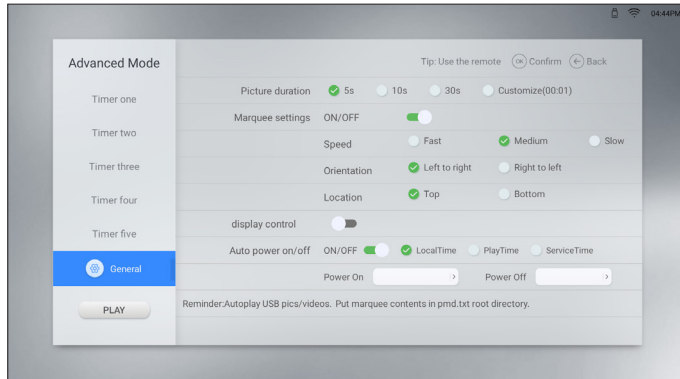 04:44PM
Advanced Mode
Tip: Use the remote OK Confirm Back
Timer one
Timer two
Timer three
Timer four
Timer five
General
PLAY
Picture duration 5s 10s 30s Customize(00:01)
Marquee settings ON/OFF
Speed Fast Medium Slow
Orientation Left to right Right to left
Location Top Bottom
display control
Auto power on/off ON/OFF LocalTime PlayTime ServiceTime
Power On Power Off
Reminder:Autoplay USB pics/videos. Put marquee contents in pmd.txt root directory.